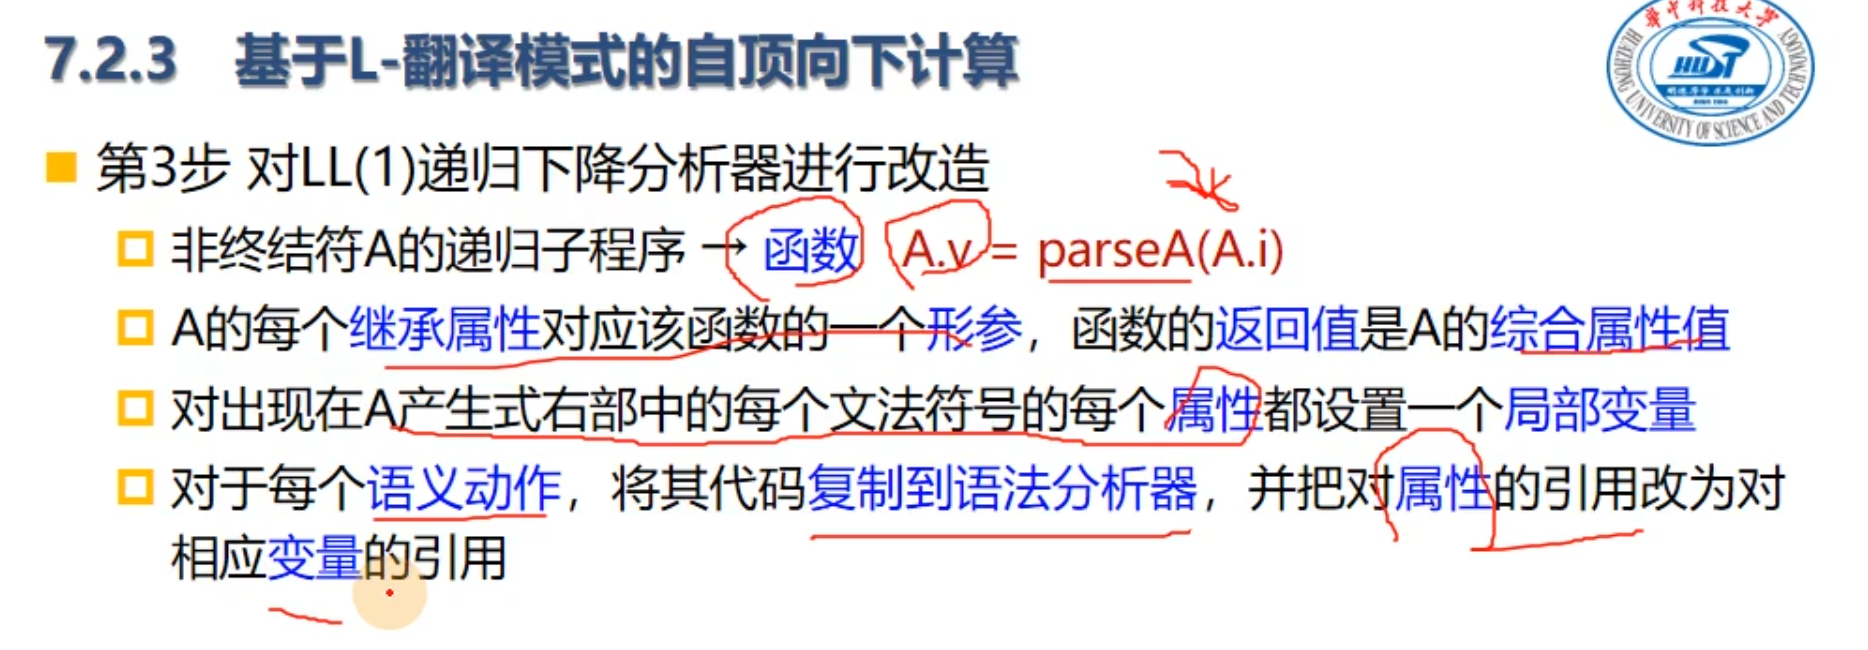 7.2.3 基于L-翻译模式的自顶向下计算
華中科技大学
HUAZHONG UNIVERSITY OF SCIENCE AND TECHNOLOGY
HUST
第3步 对LL(1)递归下降分析器进行改造
非终结符A的递归子程序 → 函数 A.v = parseA(A.i)
A的每个继承属性对应该函数的一个形参，函数的返回值是A的综合属性值
对出现在A产生式右部中的每个文法符号的每个属性都设置一个局部变量
对于每个语义动作，将其代码复制到语法分析器，并把对属性的引用改为对
相应变量的引用